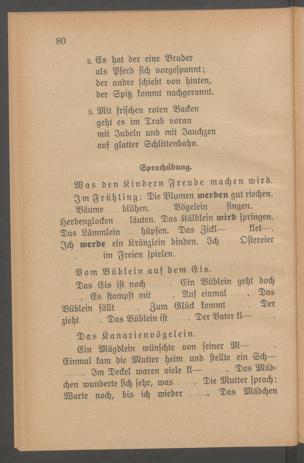 80
2. Es hat der eine Bruder
als Pferd sich vorgespannt;
der andre schiebt von hinten,
der Spitz kommt nachgerannt.
3. Mit frischen roten Backen
geht es im Trab voran
mit Jubeln und mit Jauchzen
auf glatter Schlittenbahn.
Sprachübung.
Was den Kindern Freude machen wird.
Im Frühling: Die Blumen werden gut riechen.
. Bäume . blühen. . Vögelein . singen. .
Herdenglocken . läuten. Das Kälblein wird springen.
Das Lämmlein . hüpfen. Das Zickl— . klet—.
Ich werde ein Kränzlein binden. Ich . Ostereier
. . im Freien spielen.
Vom Büblein auf dem Eis.
Das Eis ist noch . . . Ein Büblein geht doch
. . Es stampft mit . . Auf einmal . . Das
Büblein fällt . . . Zum Glück kommt . . Der
zieht . . Das Büblein ist . . Der Vater kl— . .
Das Kanarienvögelein.
Ein Mägdlein wünschte von seiner M— .
Einmal kam die Mutter heim und stellte ein Sch—
. . Im Deckel waren viele kl— . . Das Mäd-
chen wunderte sich sehr, was . . Die Mutter sprach:
Warte noch, bis ich wieder . . Das Mädchen